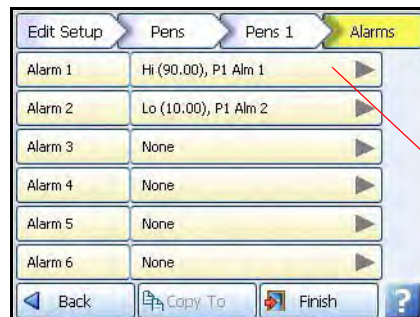 Edit Setup Pens Pens 1 Alarms
Alarm 1 Hi (90.00), P1 Alm 1
Alarm 2 Lo (10.00), P1 Alm 2
Alarm 3 None
Alarm 4 None
Alarm 5 None
Alarm 6 None
Back Copy To Finish ?